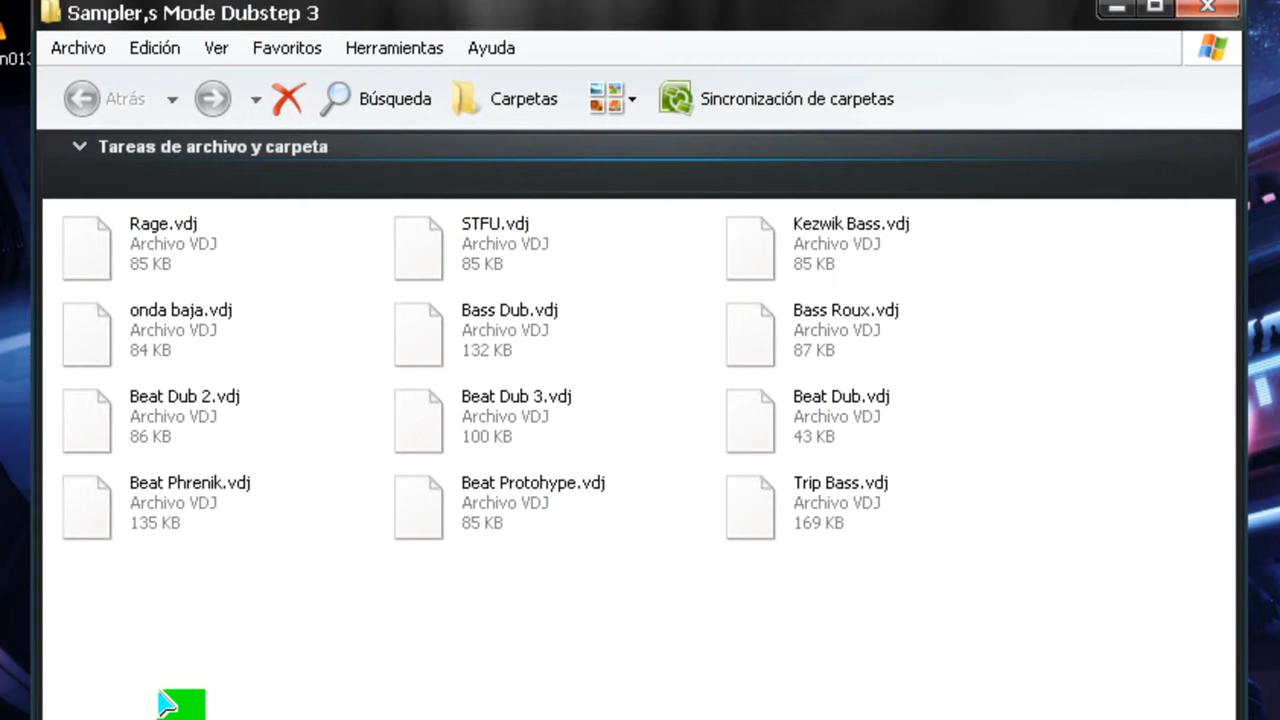 Sampler,s Mode Dubstep 3
n013
Archivo Edición Ver Favoritos Herramientas Ayuda
Atrás Búsqueda Carpetas Sincronización de carpetas
Tareas de archivo y carpeta
Rage.vdj
Archivo VDJ
85 KB
STFU.vdj
Archivo VDJ
85 KB
Kezwik Bass.vdj
Archivo VDJ
85 KB
onda baja.vdj
Archivo VDJ
84 KB
Bass Dub.vdj
Archivo VDJ
132 KB
Bass Roux.vdj
Archivo VDJ
87 KB
Beat Dub 2.vdj
Archivo VDJ
86 KB
Beat Dub 3.vdj
Archivo VDJ
100 KB
Beat Dub.vdj
Archivo VDJ
43 KB
Beat Phrenik.vdj
Archivo VDJ
135 KB
Beat Protohype.vdj
Archivo VDJ
85 KB
Trip Bass.vdj
Archivo VDJ
169 KB